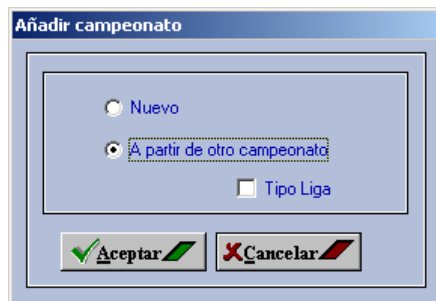 Añadir campeonato
Nuevo
A partir de otro campeonato
Tipo Liga
Aceptar Cancelar